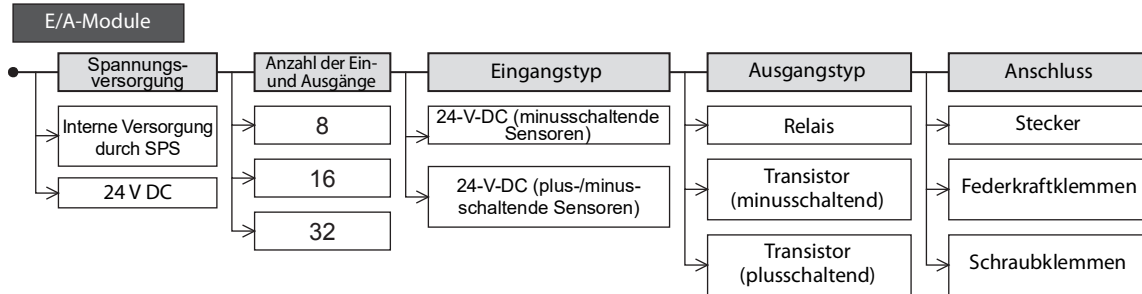 E/A-Module
Spannungs-
versorgung
Interne Versorgung
durch SPS
24 V DC
Anzahl der Ein-
und Ausgänge
8
16
32
Eingangstyp
24-V-DC (minusschaltende
Sensoren)
24-V-DC (plus-/minus-
schaltende Sensoren)
Ausgangstyp
Relais
Transistor
(minusschaltend)
Transistor
(plusschaltend)
Anschluss
Stecker
Federkraftklemmen
Schraubklemmen